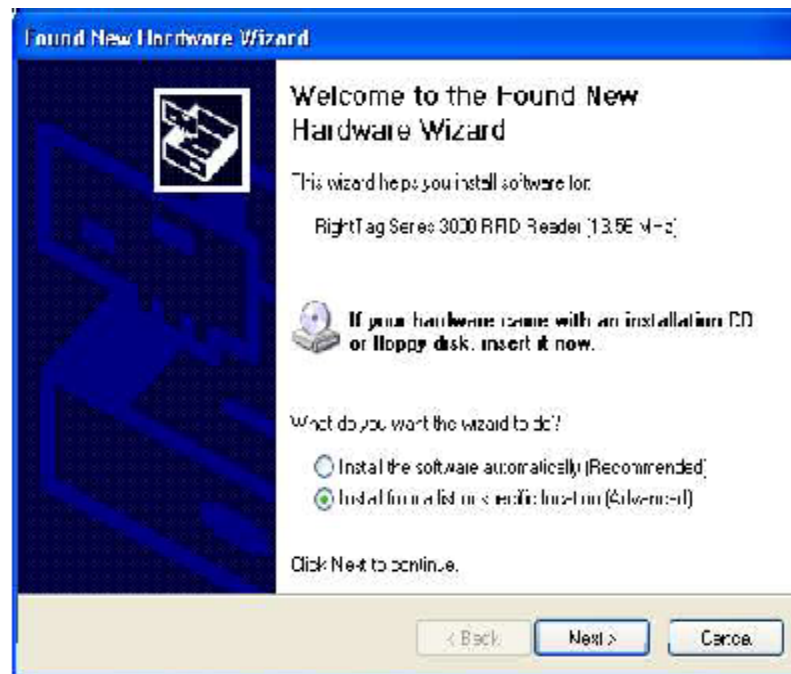 Found New Hardware Wizard
Welcome to the Found New
Hardware Wizard
This wizard helps you install software for:
RightTag Series 3000 RFID Reader (13.56 MHz)
If your hardware came with an installation CD
or floppy disk, insert it now.
What do you want the wizard to do?
Install the software automatically (Recommended)
Install from a list or specific location (Advanced)
Click Next to continue.
< Back
Next >
Cancel